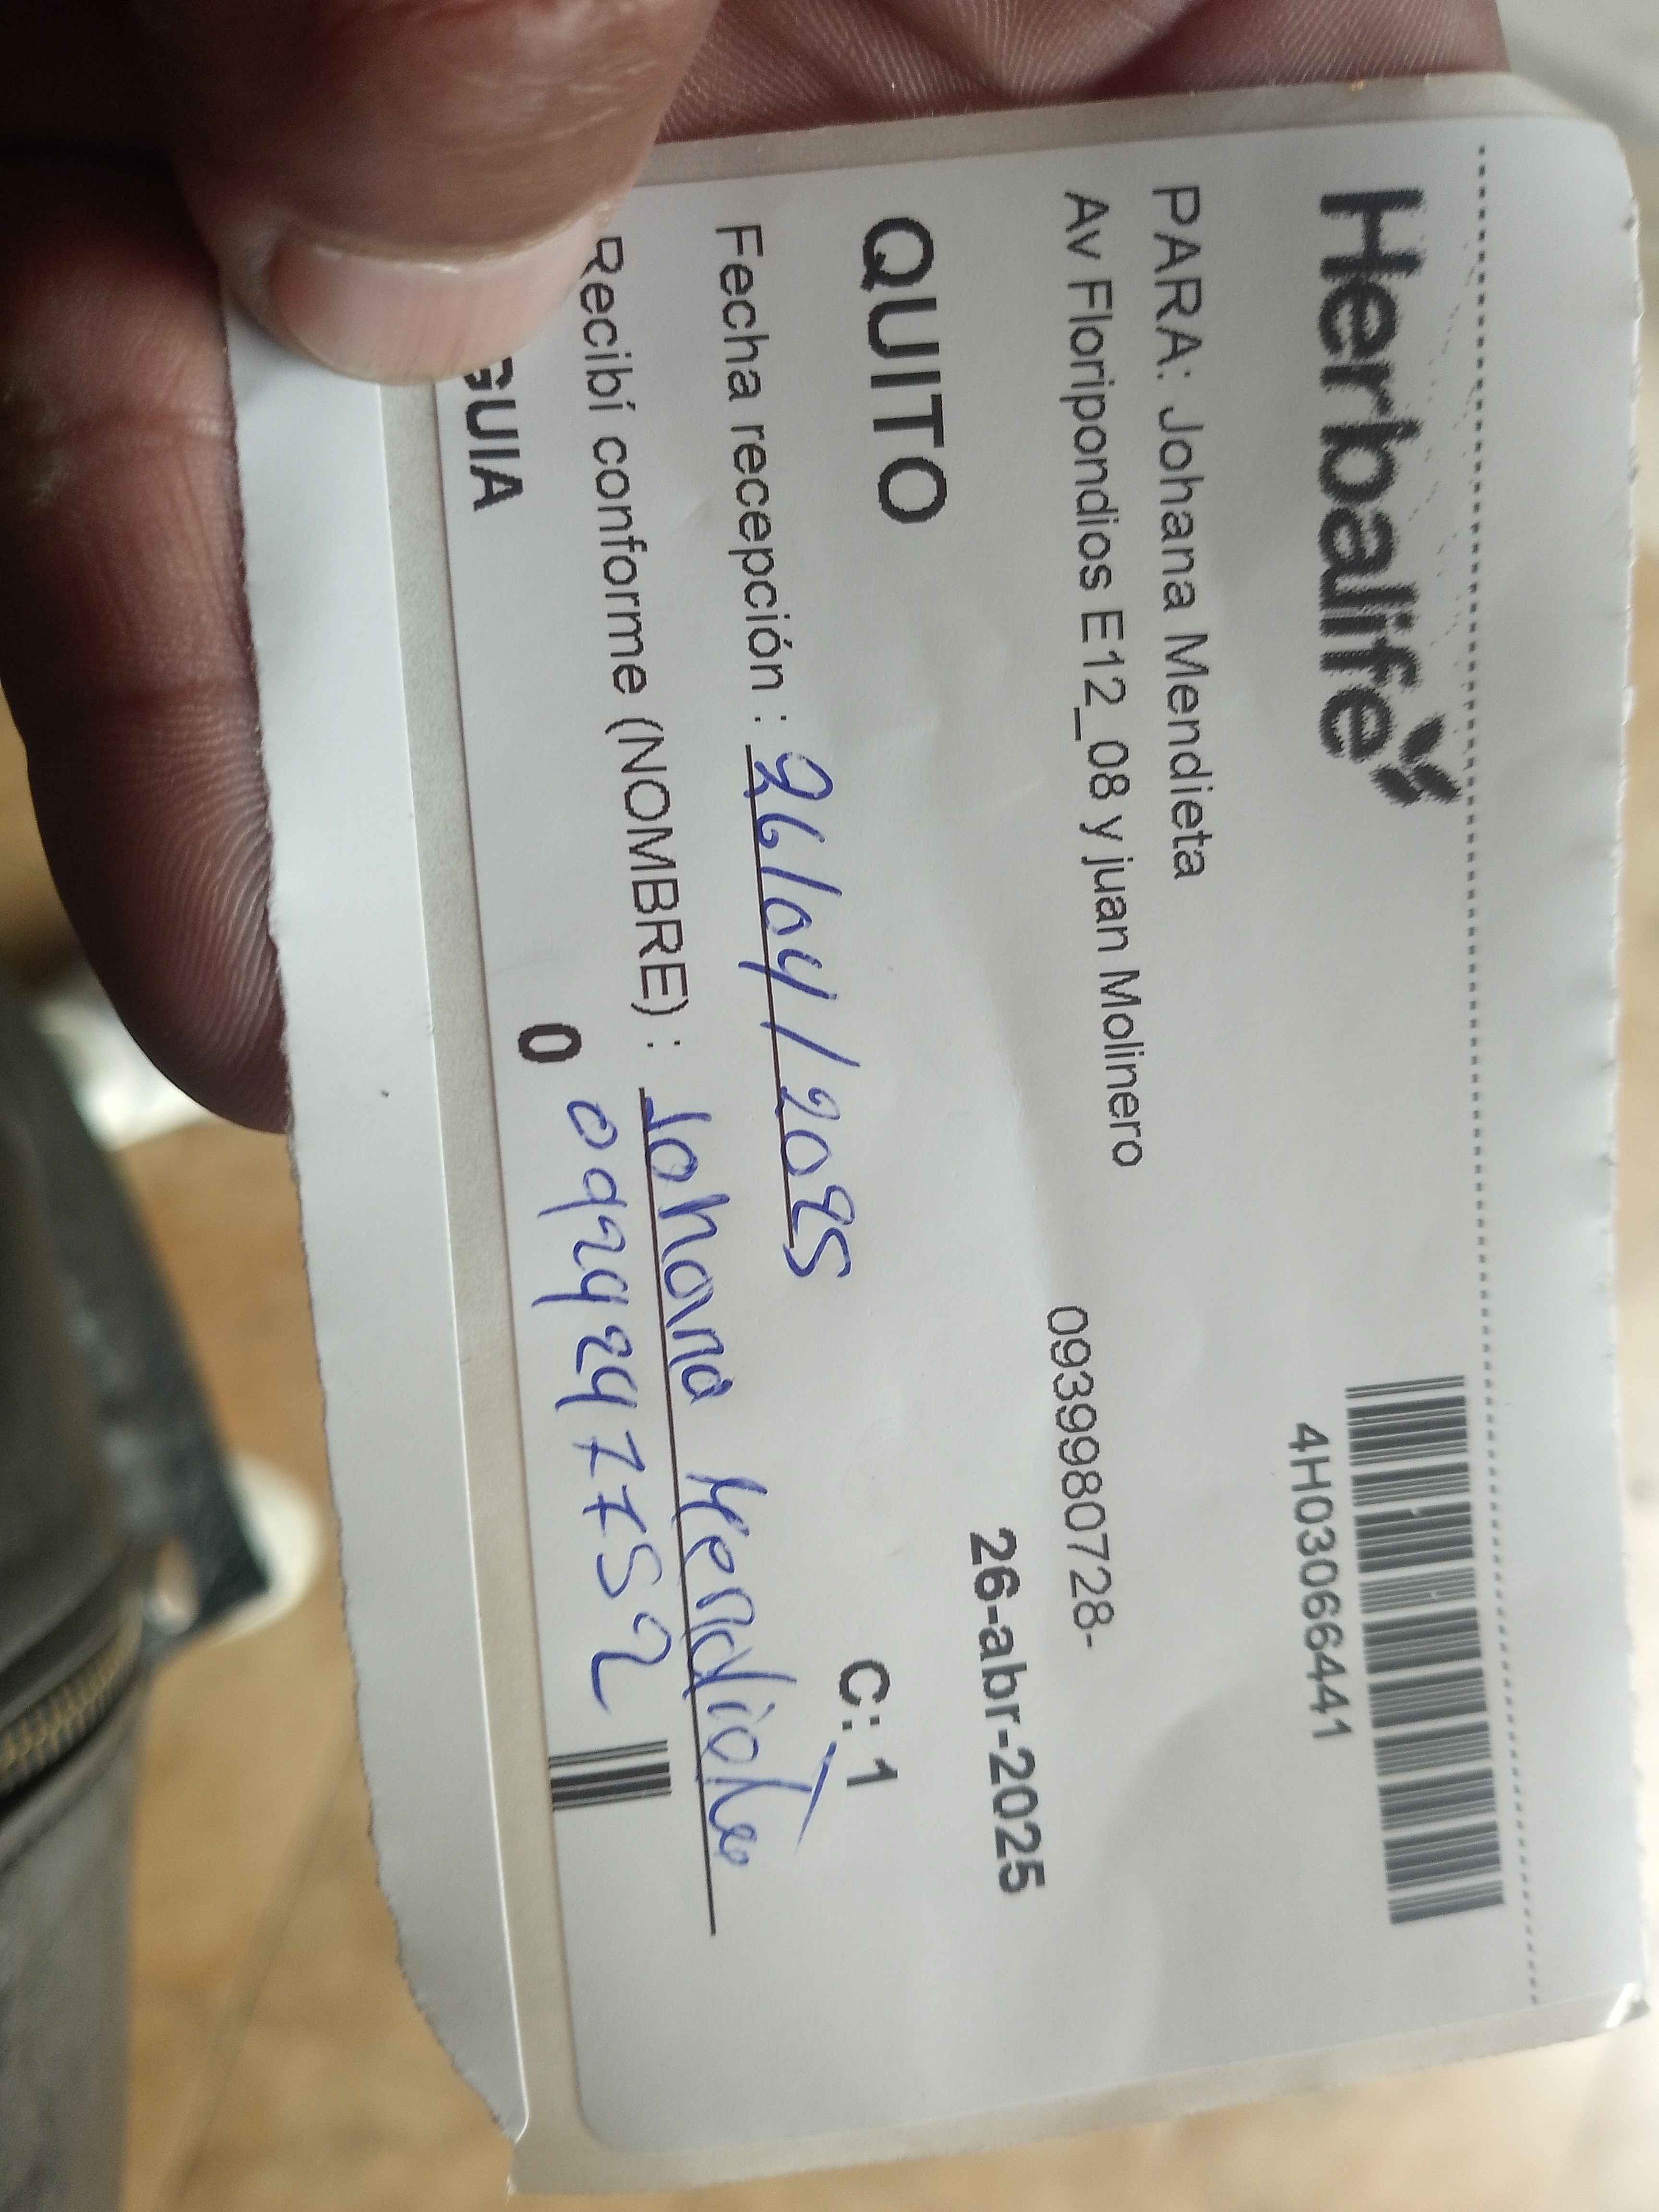 Herbalife
4H03066441
PARA: Johana Mendieta
Av Floripondios E12_08 y juan Molinero
0939980728-
26-abr-2025
QUITO
C: 1
Fecha recepción : 26/04/2025
Recibí conforme (NOMBRE) : Johana Mendieta
GUIA
0
0924247752